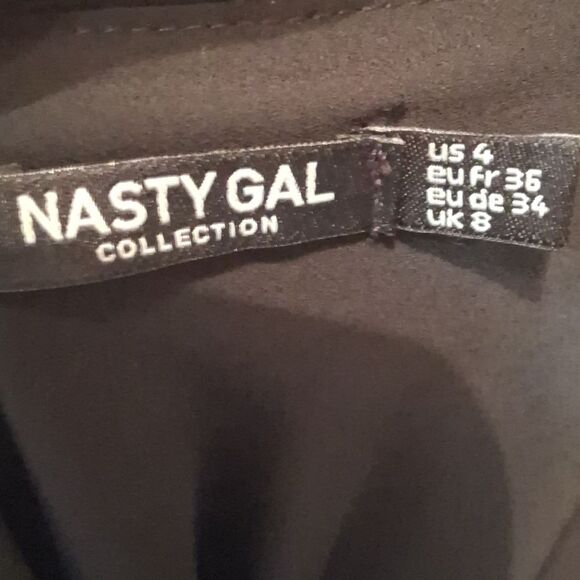 NASTY GAL
COLLECTION
us 4
eu fr 36
eu de 34
uk 8